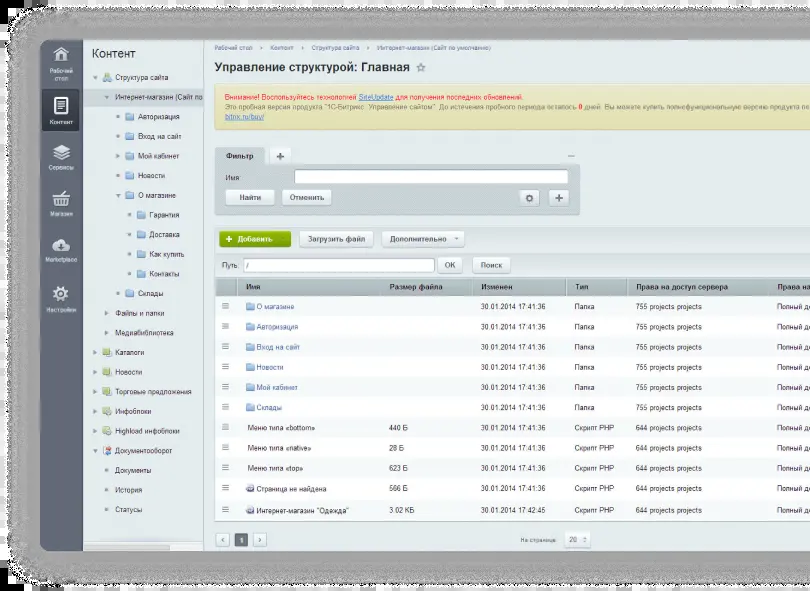 Рабочий стол
Контент
Сервисы
Магазин
Marketplace
Настройки
Контент
Структура сайта
Интернет-магазин (Сайт по
Авторизация
Вход на сайт
Мой кабинет
Новости
О магазине
Гарантия
Доставка
Как купить
Контакты
Склады
Файлы и папки
Медиабиблиотека
Каталоги
Новости
Торговые предложения
Инфоблоки
Highload инфоблоки
Документооборот
Документы
История
Статусы
Рабочий стол Контент Структура сайта Интернет-магазин (Сайт по умолчанию)
Управление структурой: Главная
Внимание! Воспользуйтесь технологией SiteUpdate для получения последних обновлений.
Это пробная версия продукта "1С-Битрикс: Управление сайтом". До истечения пробного периода осталось 0 дней. Вы можете купить полнофункциональную версию продукта по
bitrix.ru/buy/
Фильтр
Имя:
Найти Отменить
Добавить Загрузить файл Дополнительно
Путь: / OK Поиск
Имя Размер файла Изменен Тип Права на доступ сервера Права на
О магазине 30.01.2014 17:41:36 Папка 755 projects projects Полный до
Авторизация 30.01.2014 17:41:36 Папка 755 projects projects Полный до
Вход на сайт 30.01.2014 17:41:36 Папка 755 projects projects Полный до
Новости 30.01.2014 17:41:36 Папка 755 projects projects Полный до
Мой кабинет 30.01.2014 17:41:36 Папка 755 projects projects Полный до
Склады 30.01.2014 17:41:36 Папка 755 projects projects Полный до
Меню типа «bottom» 440 Б 30.01.2014 17:41:36 Скрипт PHP 644 projects projects Полный до
Меню типа «native» 28 Б 30.01.2014 17:41:36 Скрипт PHP 644 projects projects Полный до
Меню типа «top» 623 Б 30.01.2014 17:41:36 Скрипт PHP 644 projects projects Полный до
Страница не найдена 566 Б 30.01.2014 17:41:36 Скрипт PHP 644 projects projects Полный до
Интернет-магазин "Одежда" 3.02 КБ 30.01.2014 17:42:45 Скрипт PHP 644 projects projects Полный до
1 На странице: 20